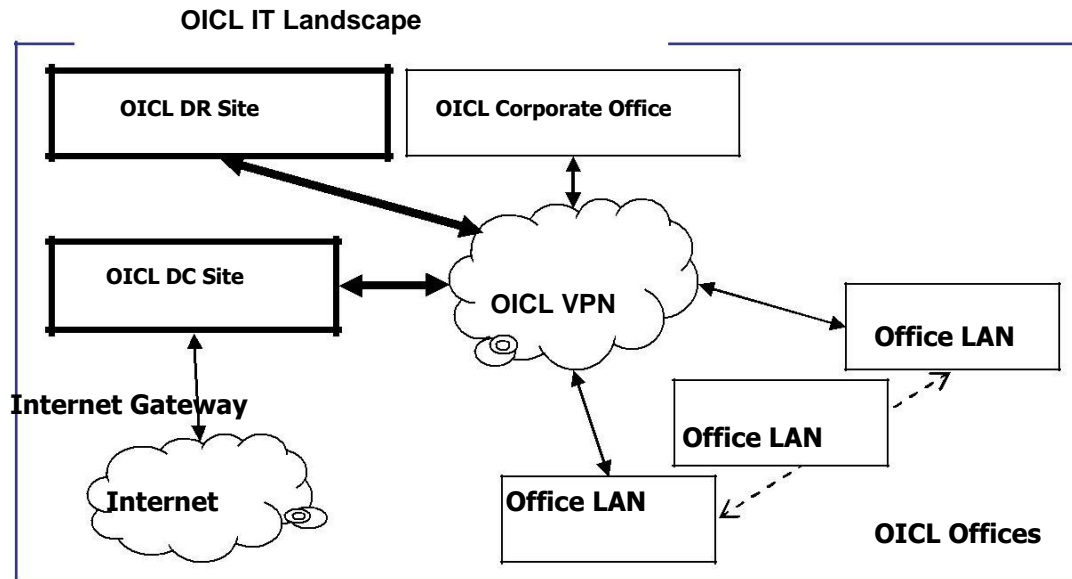 OICL IT Landscape
OICL DR Site
OICL Corporate Office
OICL DC Site
OICL VPN
Office LAN
Internet Gateway
Office LAN
Internet
Office LAN
OICL Offices